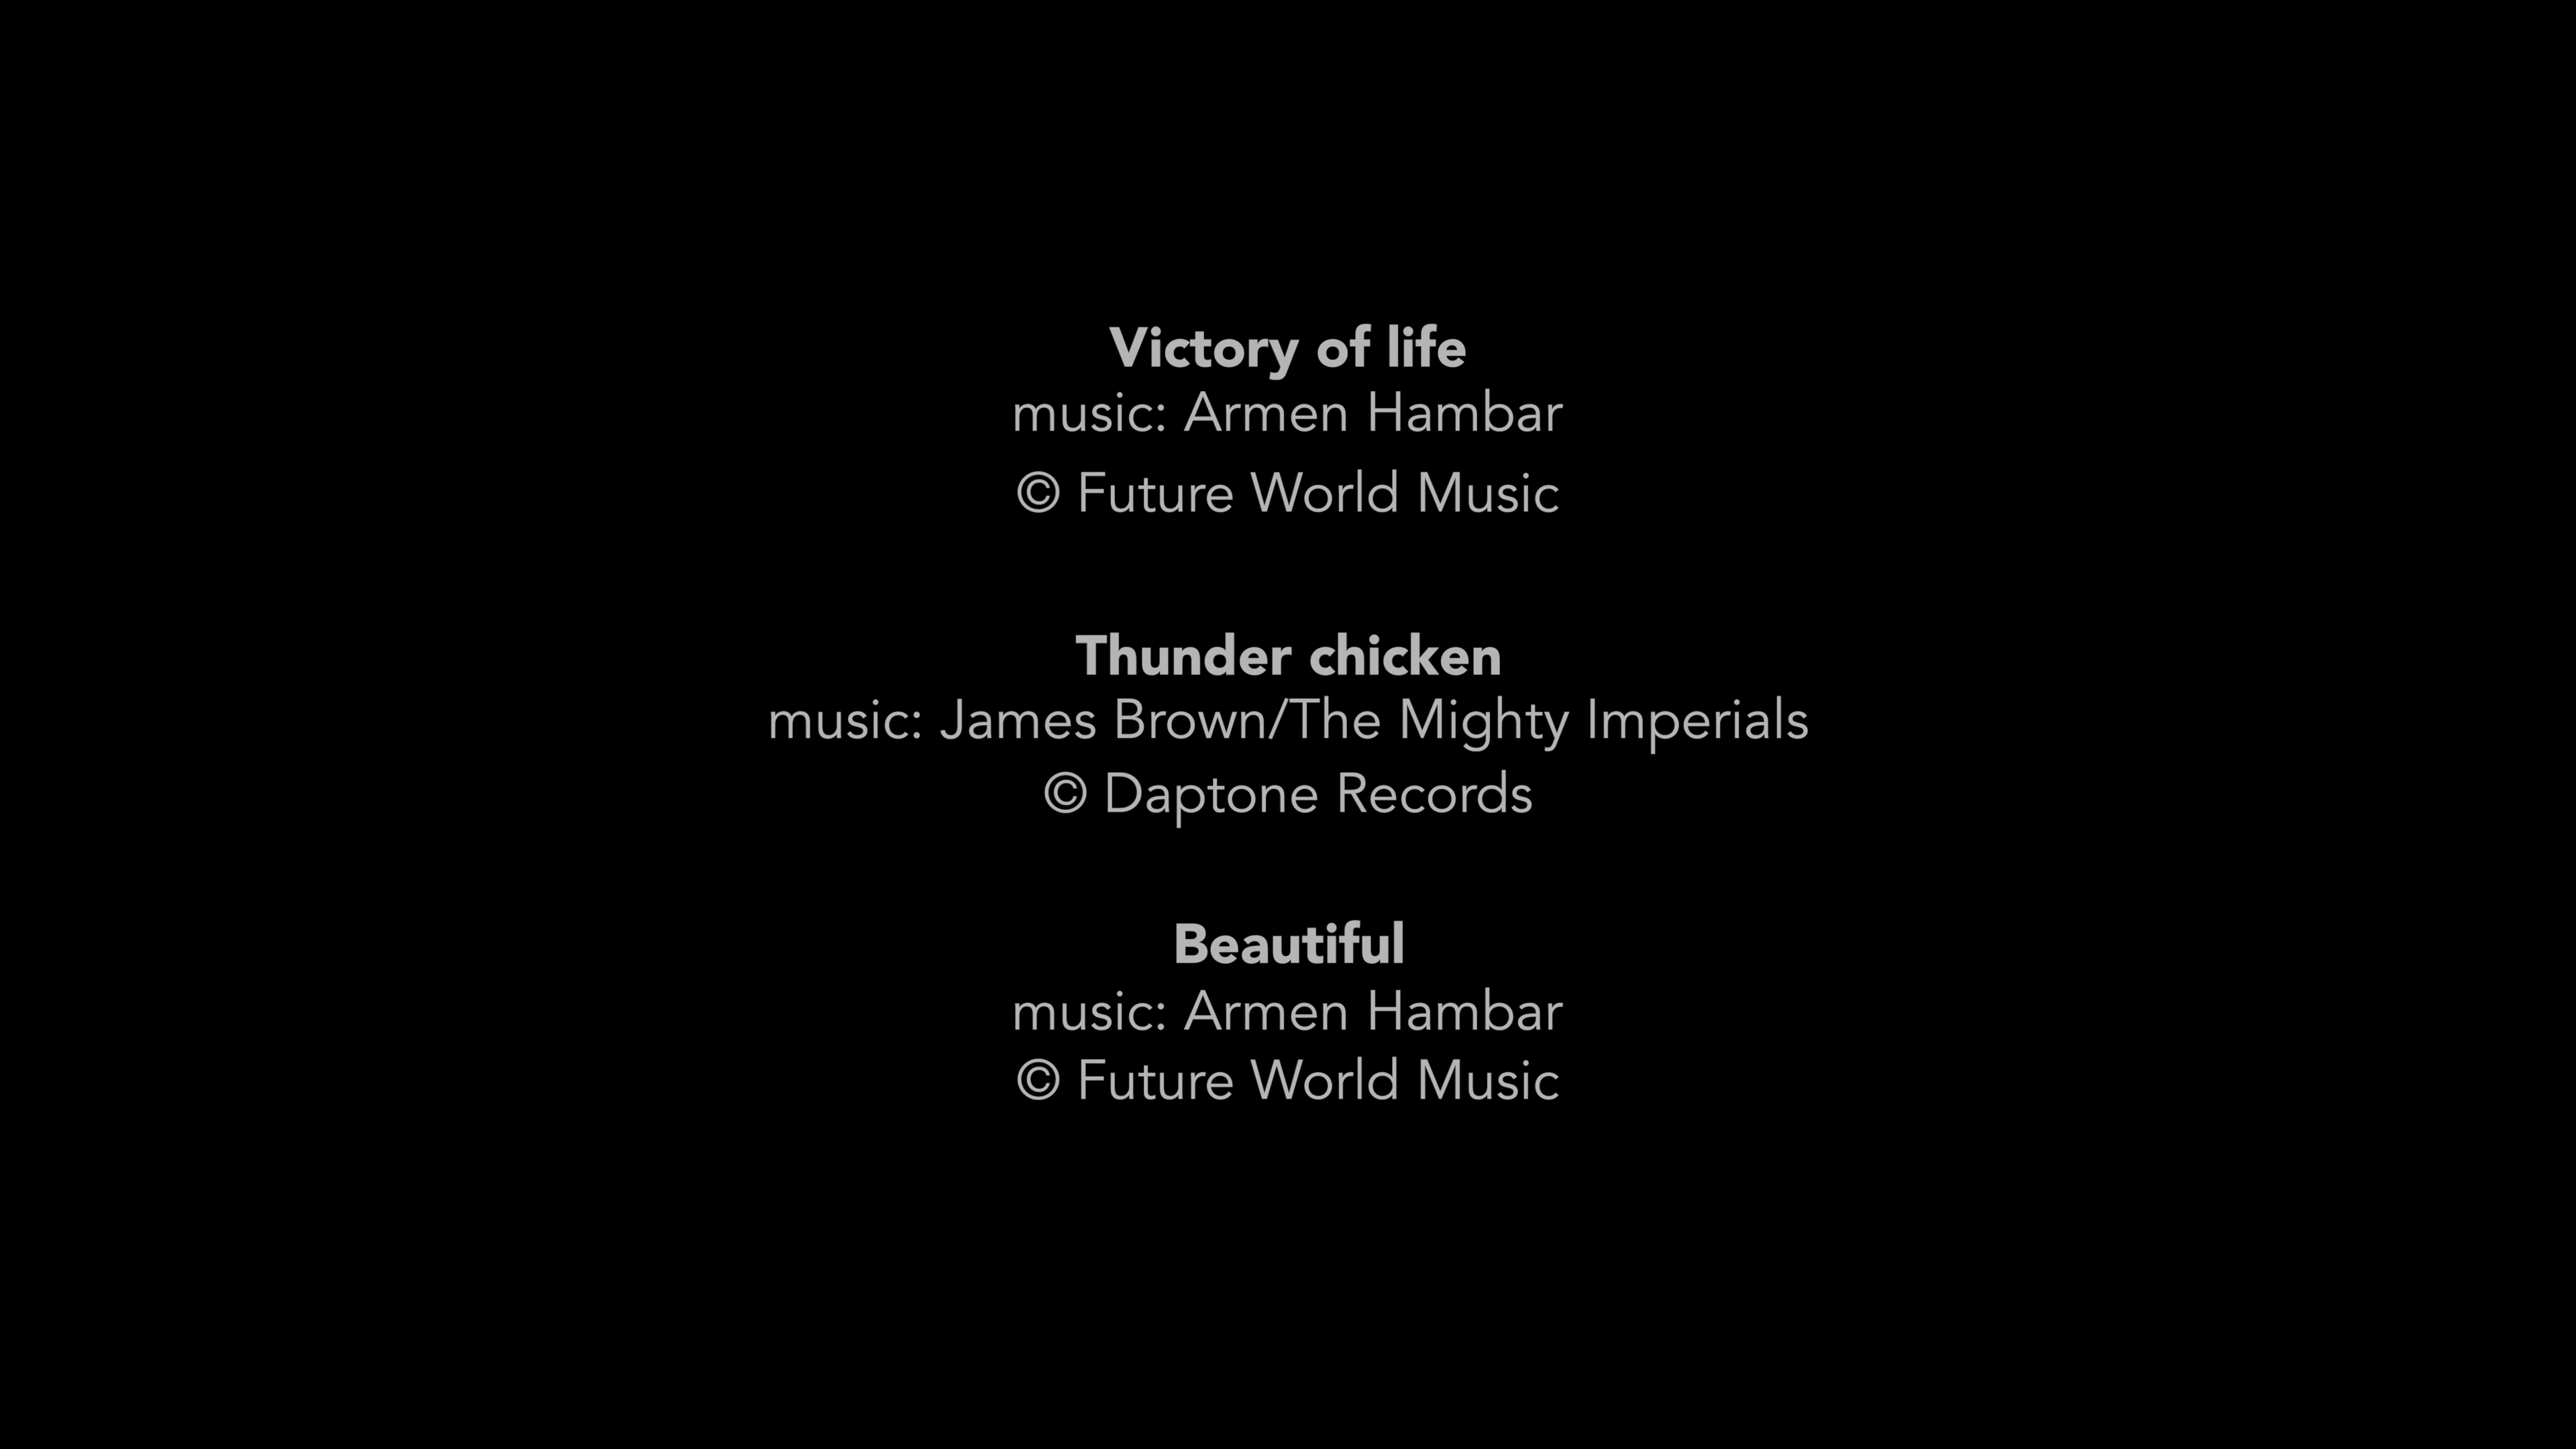 Victory of life
music: Armen Hambar
© Future World Music
Thunder chicken
music: James Brown/The Mighty Imperials
© Daptone Records
Beautiful
music: Armen Hambar
© Future World Music